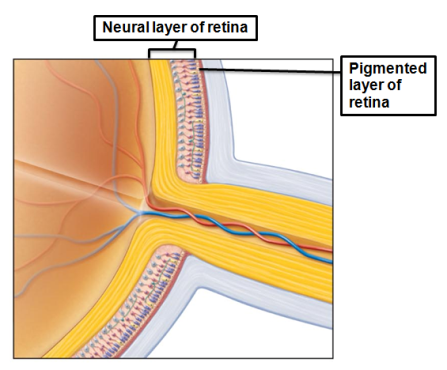 Neural layer of retina
Pigmented
layer of
retina